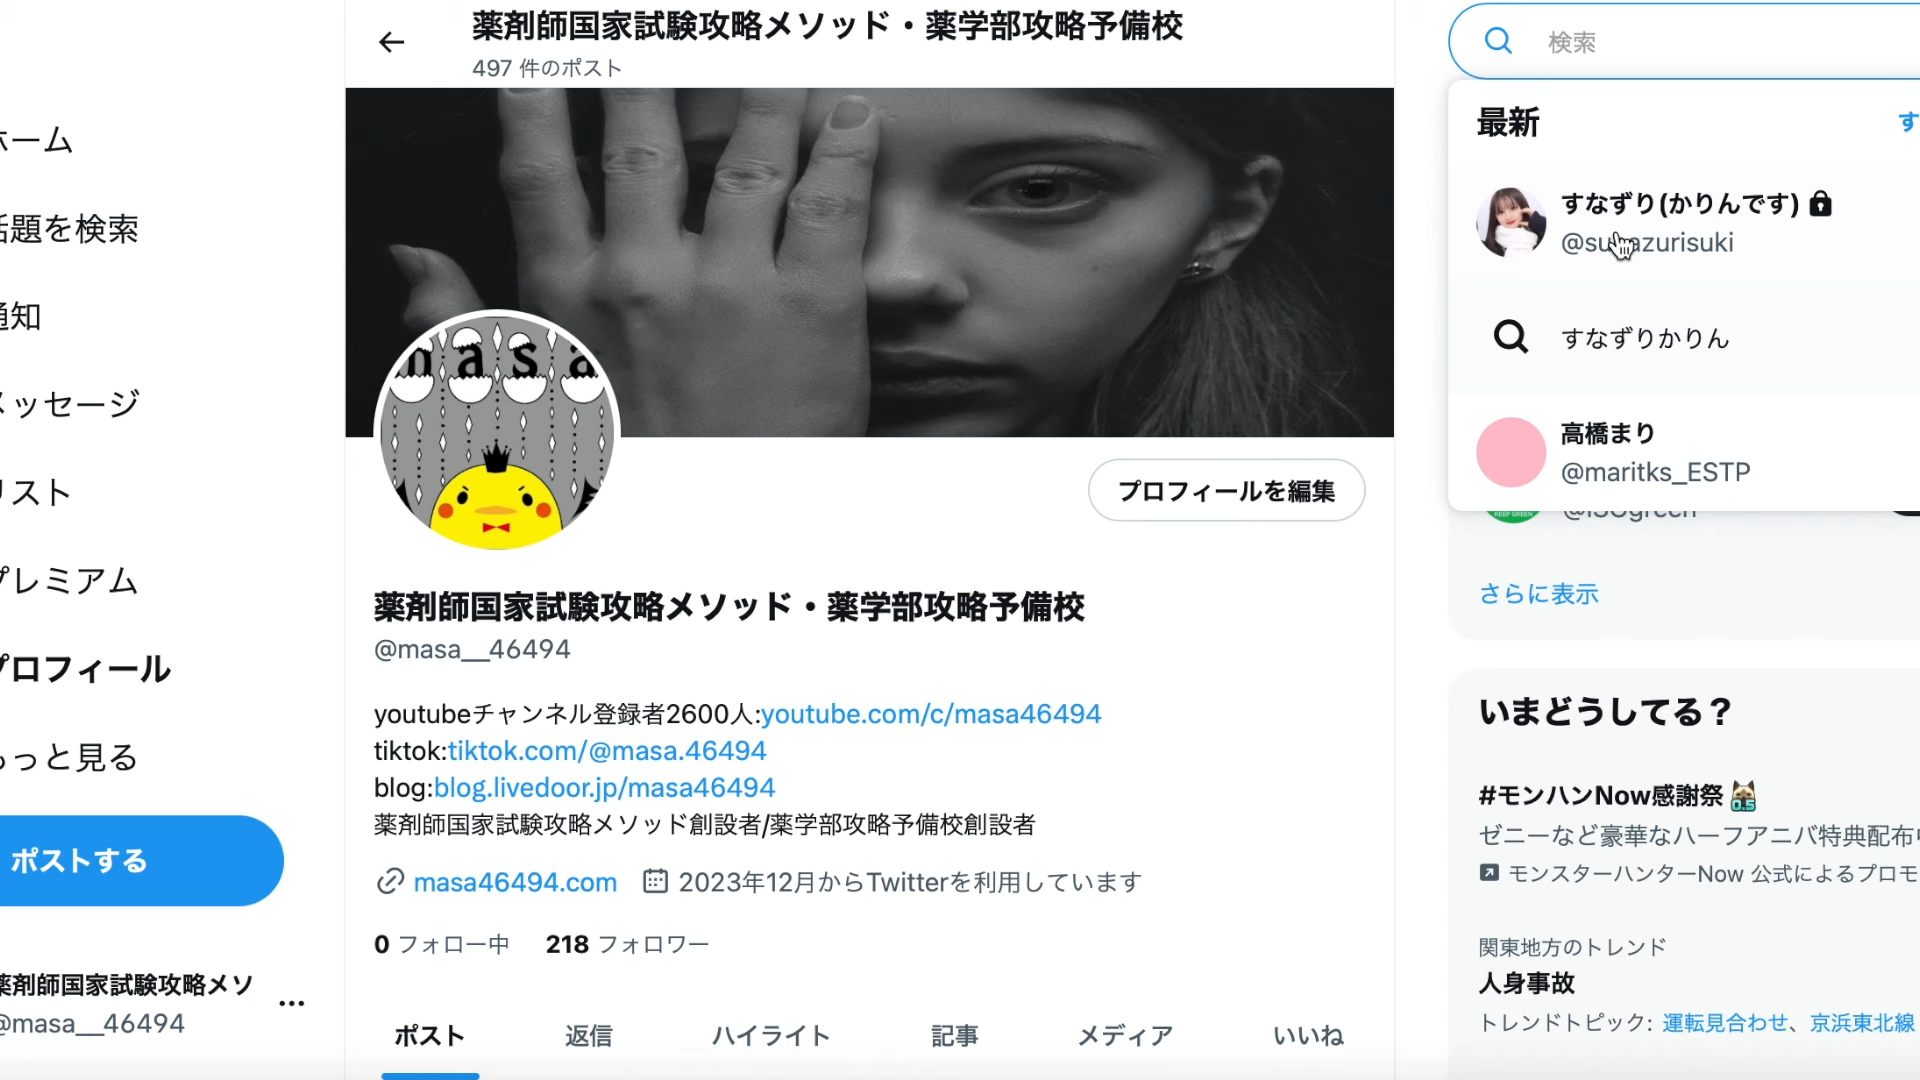 ホーム
話題を検索
通知
メッセージ
リスト
プレミアム
プロフィール
もっと見る
ポストする
薬剤師国家試験攻略メソ
@masa__46494
薬剤師国家試験攻略メソッド・薬学部攻略予備校
497 件のポスト
masa
プロフィールを編集
薬剤師国家試験攻略メソッド・薬学部攻略予備校
@masa__46494
youtubeチャンネル登録者2600人:youtube.com/c/masa46494
tiktok:tiktok.com/@masa.46494
blog:blog.livedoor.jp/masa46494
薬剤師国家試験攻略メソッド創設者/薬学部攻略予備校創設者
masa46494.com 2023年12月からTwitterを利用しています
0 フォロー中 218 フォロワー
ポスト 返信 ハイライト 記事 メディア いいね
検索
最新 す
すなずり(かりんです)
@sunazurisuki
すなずりかりん
高橋まり
@maritks_ESTP
さらに表示
いまどうしてる？
#モンハンNow感謝祭
ゼニーなど豪華なハーフアニバ特典配布
モンスターハンターNow 公式によるプロモ
関東地方のトレンド
人身事故
トレンドトピック: 運転見合わせ、京浜東北線